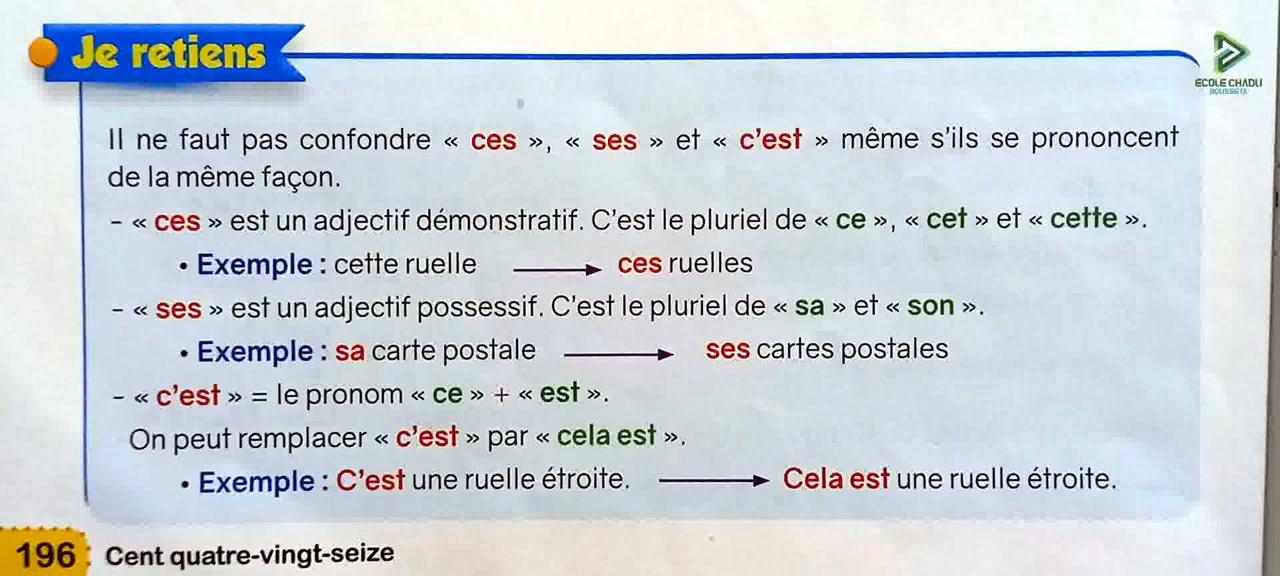 Je retiens
ECOLE CHADLI
Il ne faut pas confondre « ces », « ses » et « c'est » même s'ils se prononcent
de la même façon.
- « ces » est un adjectif démonstratif. C'est le pluriel de « ce », « cet » et « cette ».
• Exemple : cette ruelle → ces ruelles
- « ses » est un adjectif possessif. C'est le pluriel de « sa » et « son ».
• Exemple : sa carte postale → ses cartes postales
- « c'est » = le pronom « ce » + « est ».
On peut remplacer « c'est » par « cela est ».
• Exemple : C'est une ruelle étroite. → Cela est une ruelle étroite.
196 Cent quatre-vingt-seize